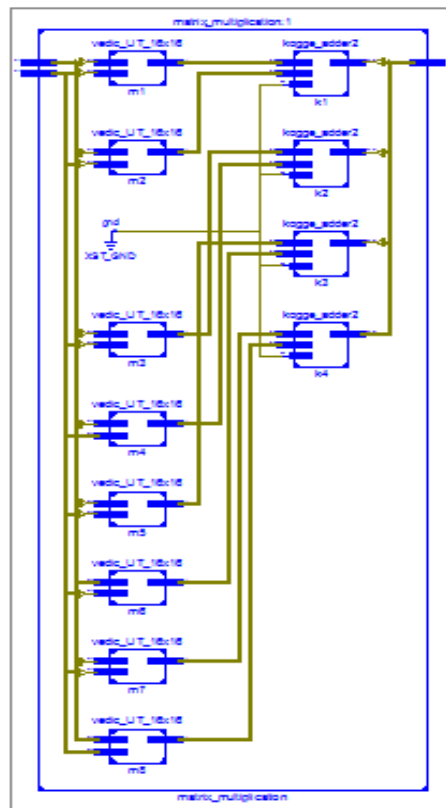 matrix_multiplication:1
vedic_UT_16x16
kogge_adder2
m1
k1
vedic_UT_16x16
kogge_adder2
m2
k2
gnd
XST_GND
kogge_adder2
k3
vedic_UT_16x16
kogge_adder2
m3
k4
vedic_UT_16x16
m4
vedic_UT_16x16
m5
vedic_UT_16x16
m6
vedic_UT_16x16
m7
vedic_UT_16x16
m8
matrix_multiplication